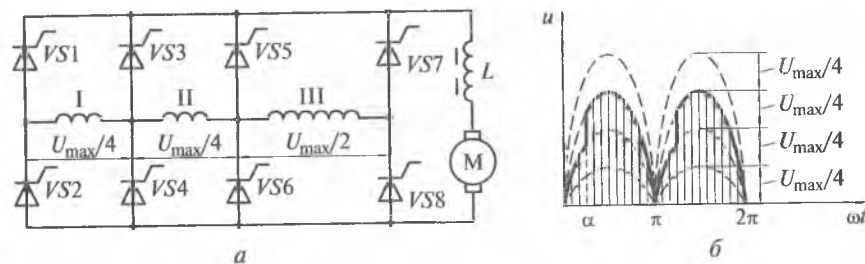 VS1 VS3 VS5 VS7 L
I II III
U_max/4 U_max/4 U_max/2
M
VS2 VS4 VS6 VS8
а
u
U_max/4
U_max/4
U_max/4
U_max/4
α π 2π ωt
б